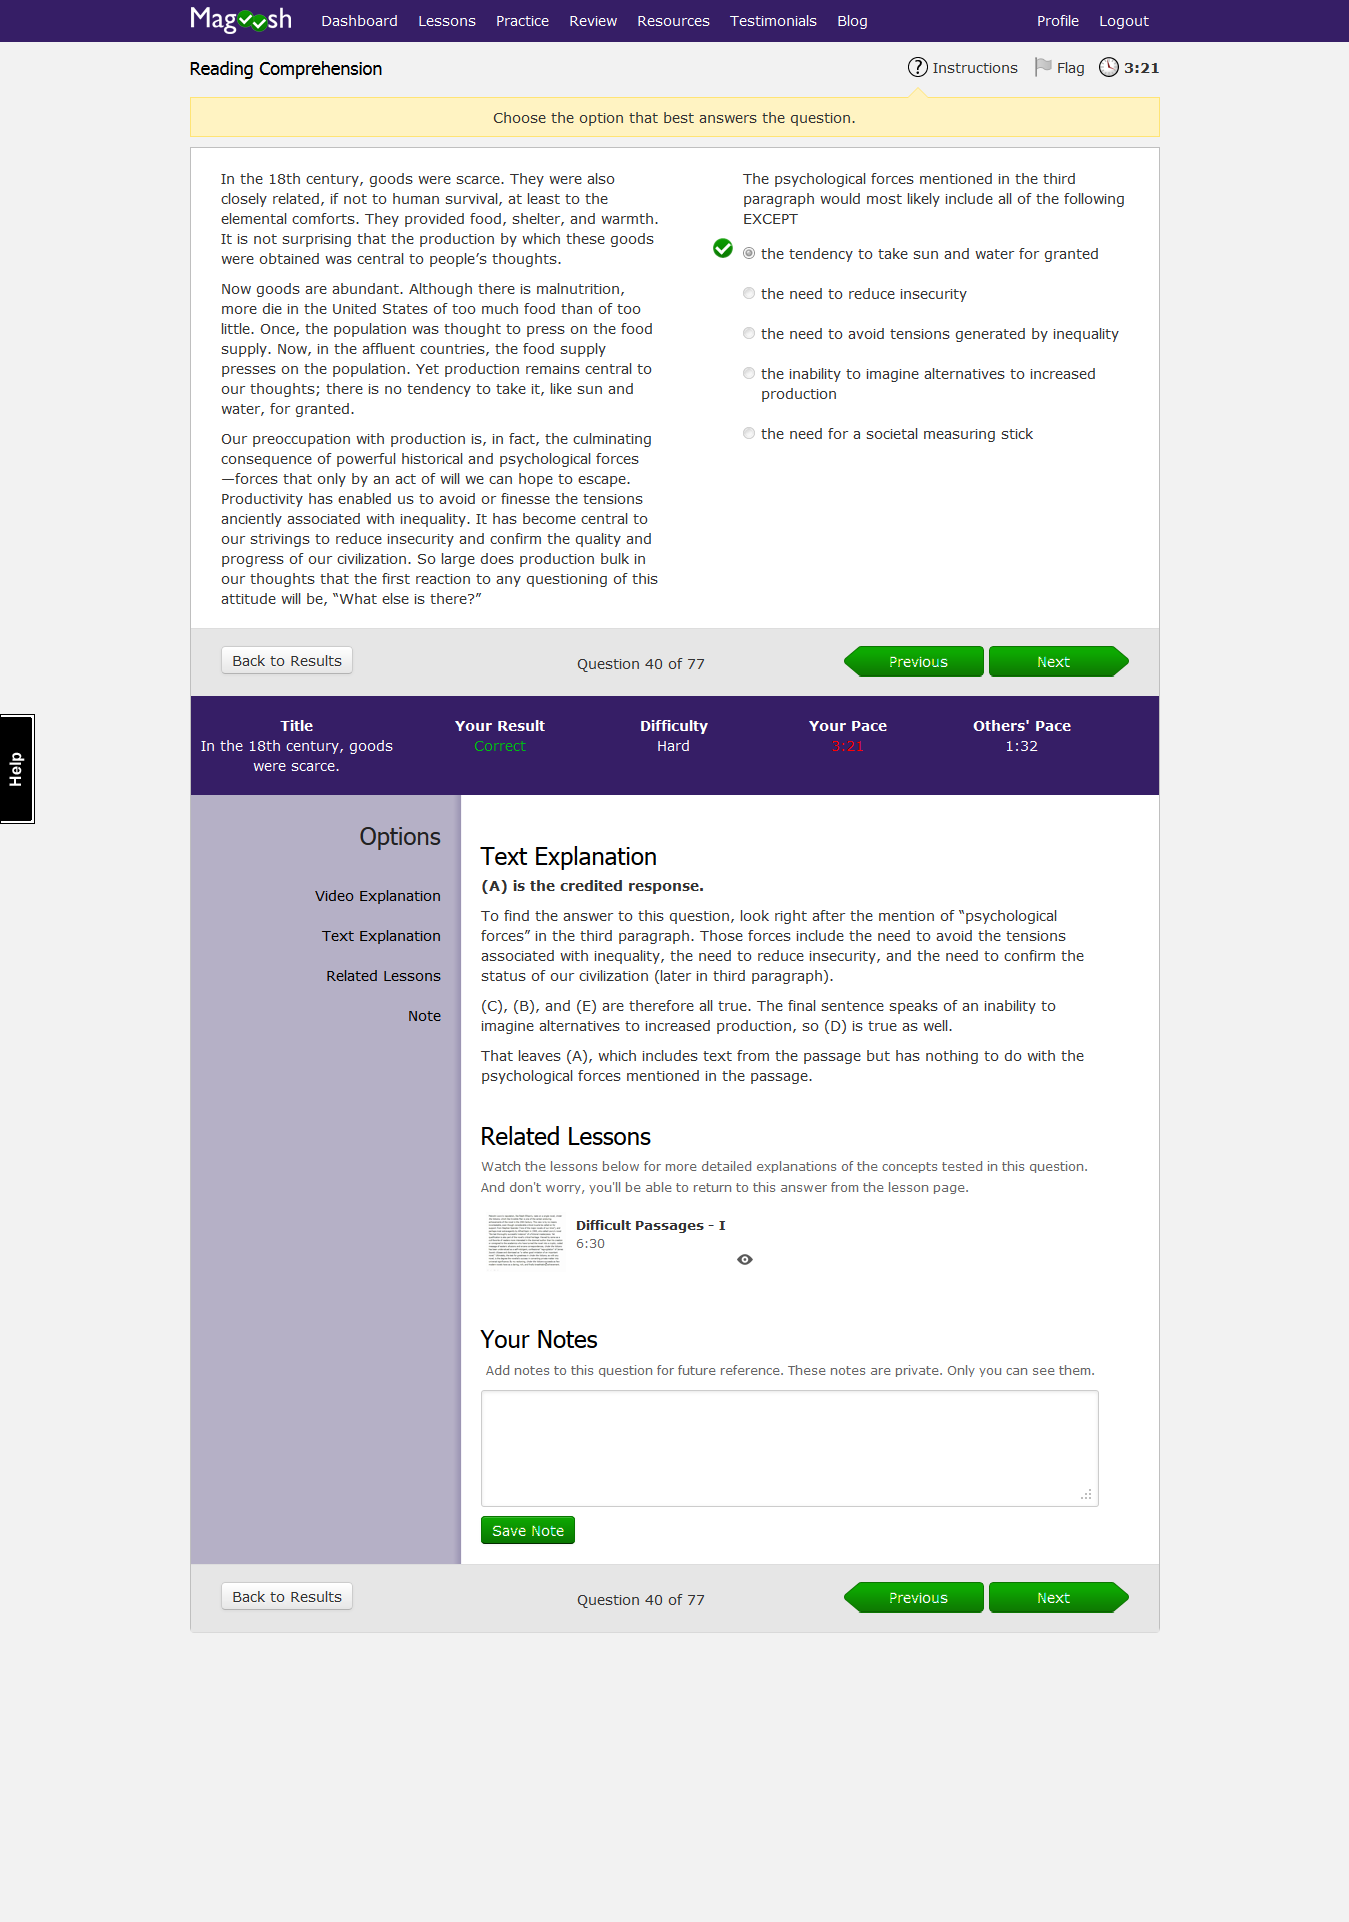 Magoosh Dashboard Lessons Practice Review Resources Testimonials Blog Profile Logout
Reading Comprehension
Instructions Flag 3:21
Choose the option that best answers the question.
In the 18th century, goods were scarce. They were also
closely related, if not to human survival, at least to the
elemental comforts. They provided food, shelter, and warmth.
It is not surprising that the production by which these goods
were obtained was central to people’s thoughts.
Now goods are abundant. Although there is malnutrition,
more die in the United States of too much food than of too
little. Once, the population was thought to press on the food
supply. Now, in the affluent countries, the food supply
presses on the population. Yet production remains central to
our thoughts; there is no tendency to take it, like sun and
water, for granted.
Our preoccupation with production is, in fact, the culminating
consequence of powerful historical and psychological forces
—forces that only by an act of will we can hope to escape.
Productivity has enabled us to avoid or finesse the tensions
anciently associated with inequality. It has become central to
our strivings to reduce insecurity and confirm the quality and
progress of our civilization. So large does production bulk in
our thoughts that the first reaction to any questioning of this
attitude will be, “What else is there?”
The psychological forces mentioned in the third
paragraph would most likely include all of the following
EXCEPT
the tendency to take sun and water for granted
the need to reduce insecurity
the need to avoid tensions generated by inequality
the inability to imagine alternatives to increased
production
the need for a societal measuring stick
Back to Results Question 40 of 77 Previous Next
Help
Title Your Result Difficulty Your Pace Others' Pace
In the 18th century, goods Correct Hard 3:21 1:32
were scarce.
Options
Video Explanation
Text Explanation
Related Lessons
Note
Text Explanation
(A) is the credited response.
To find the answer to this question, look right after the mention of “psychological
forces” in the third paragraph. Those forces include the need to avoid the tensions
associated with inequality, the need to reduce insecurity, and the need to confirm the
status of our civilization (later in third paragraph).
(C), (B), and (E) are therefore all true. The final sentence speaks of an inability to
imagine alternatives to increased production, so (D) is true as well.
That leaves (A), which includes text from the passage but has nothing to do with the
psychological forces mentioned in the passage.
Related Lessons
Watch the lessons below for more detailed explanations of the concepts tested in this question.
And don't worry, you'll be able to return to this answer from the lesson page.
Difficult Passages - I
6:30
Your Notes
Add notes to this question for future reference. These notes are private. Only you can see them.
Save Note
Back to Results Question 40 of 77 Previous Next